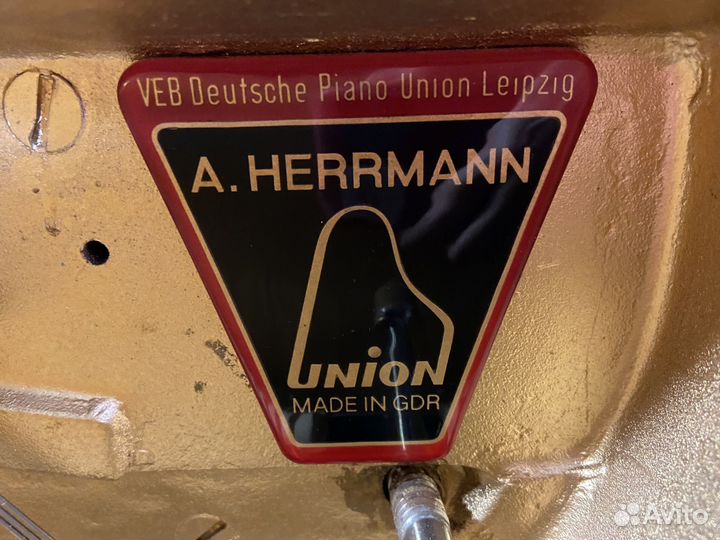 VEB Deutsche Piano Union Leipzig
A. HERRMANN
UNION
MADE IN GDR
Avito